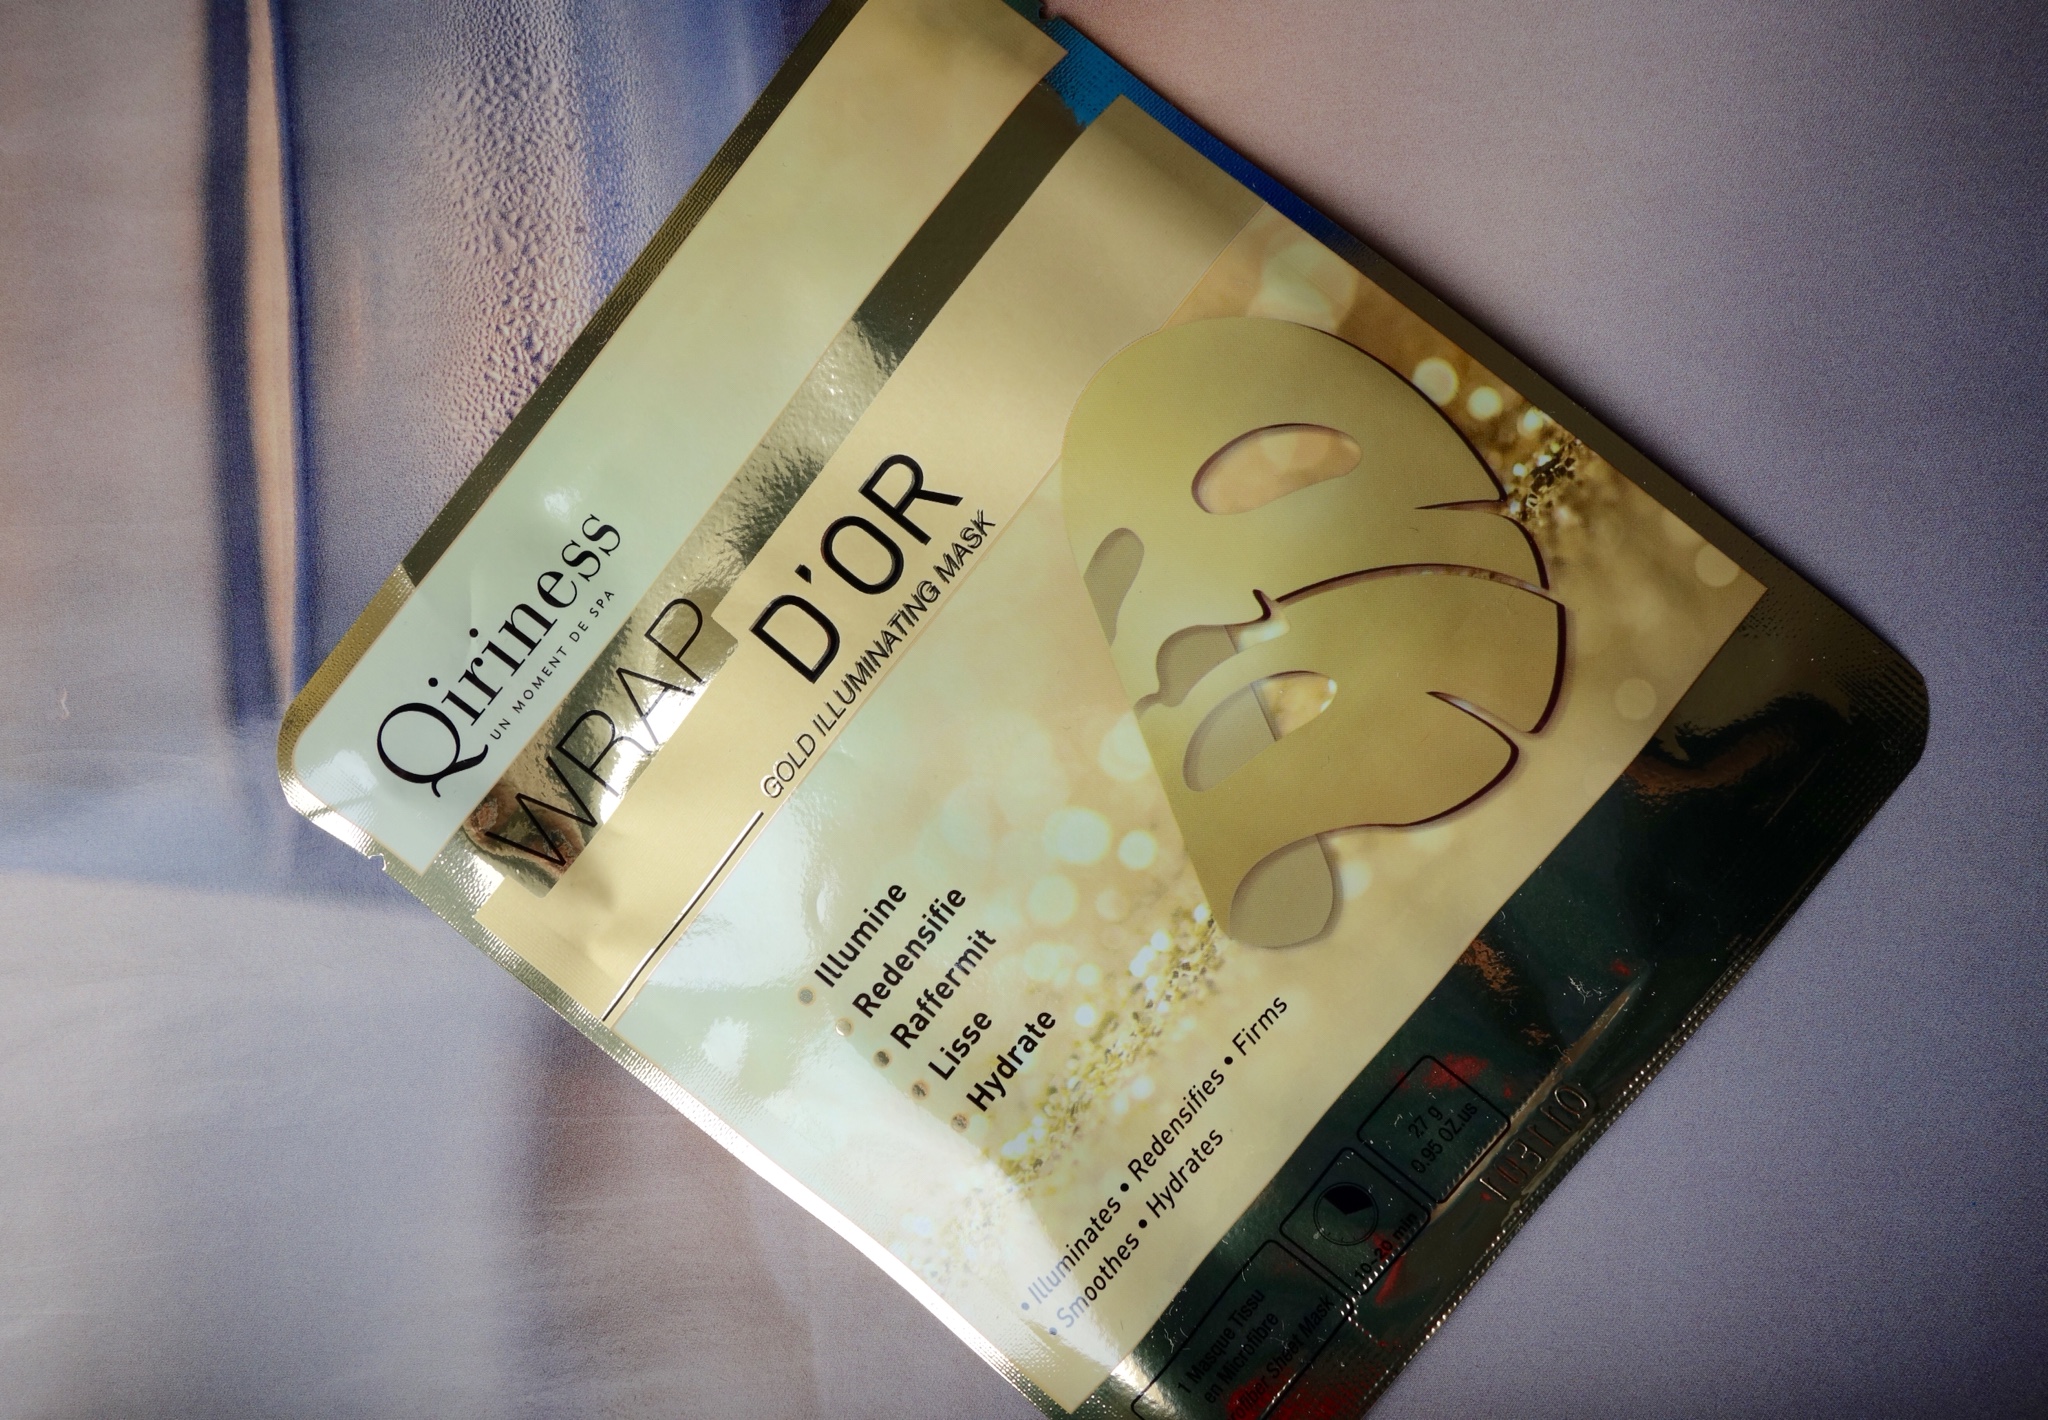 Qiriness
UN MOMENT DE SPA
WRAP
D'OR
GOLD ILLUMINATING MASK
• Illumine
• Redensifie
• Raffermit
• Lisse
• Hydrate
• Illuminates • Redensifies • Firms
• Smoothes • Hydrates
1 Masque Tissu
en Microfibre
Sheet Mask
min
27 g
0.95 OZ.us